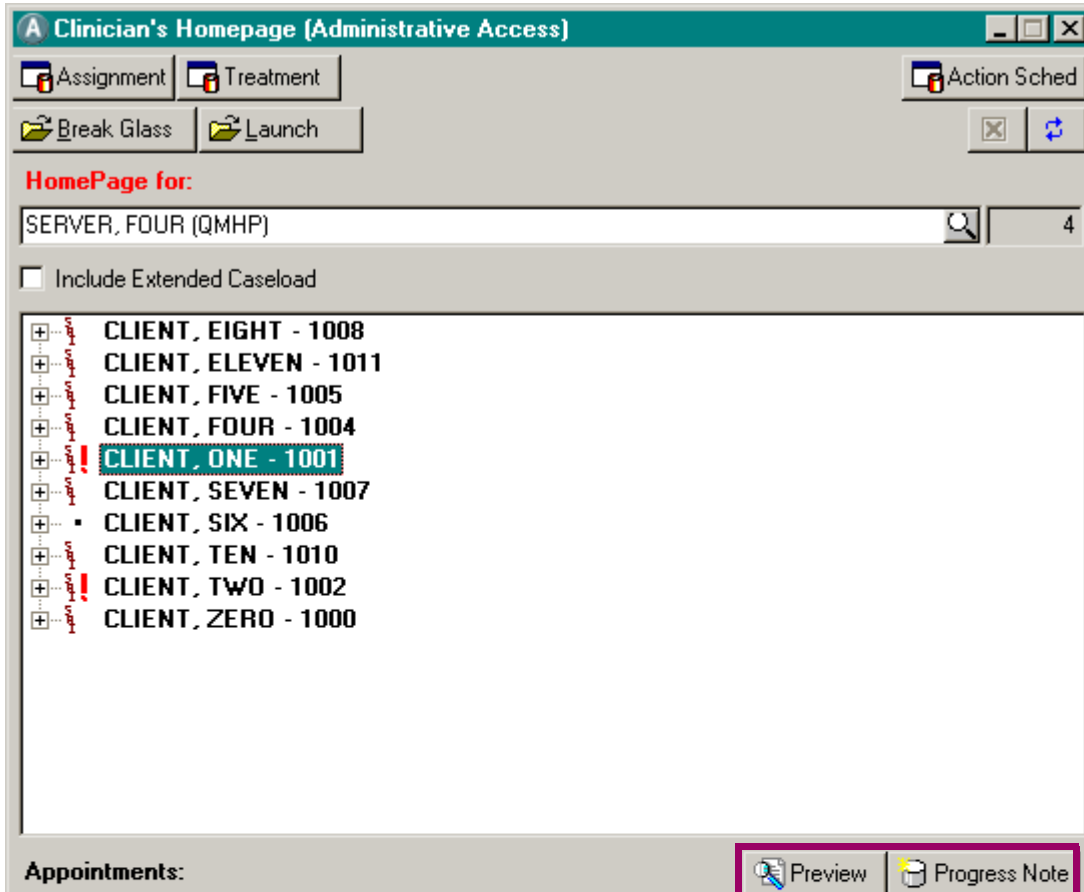 A Clinician's Homepage (Administrative Access)
Assignment Treatment Action Sched
Break Glass Launch
HomePage for:
SERVER, FOUR (QMHP) 4
Include Extended Caseload
CLIENT, EIGHT - 1008
CLIENT, ELEVEN - 1011
CLIENT, FIVE - 1005
CLIENT, FOUR - 1004
! CLIENT, ONE - 1001
CLIENT, SEVEN - 1007
CLIENT, SIX - 1006
CLIENT, TEN - 1010
! CLIENT, TWO - 1002
CLIENT, ZERO - 1000
Appointments: Preview Progress Note